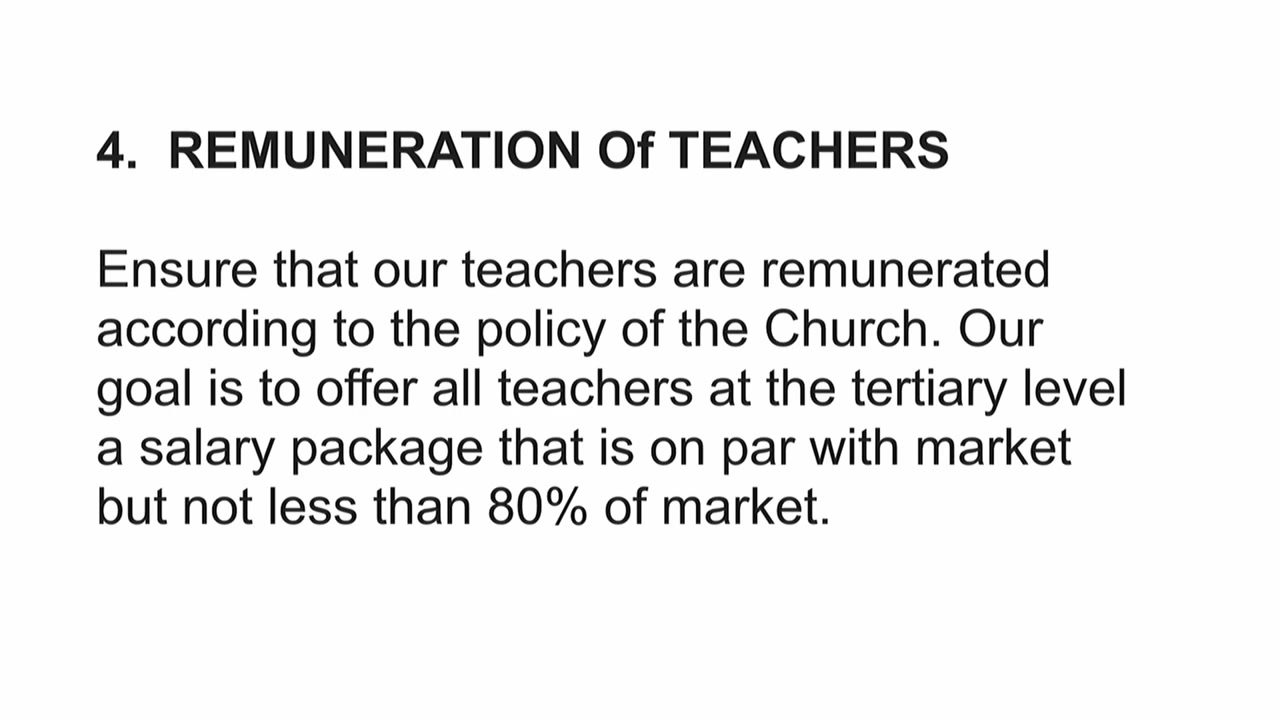 4. REMUNERATION Of TEACHERS
Ensure that our teachers are remunerated
according to the policy of the Church. Our
goal is to offer all teachers at the tertiary level
a salary package that is on par with market
but not less than 80% of market.